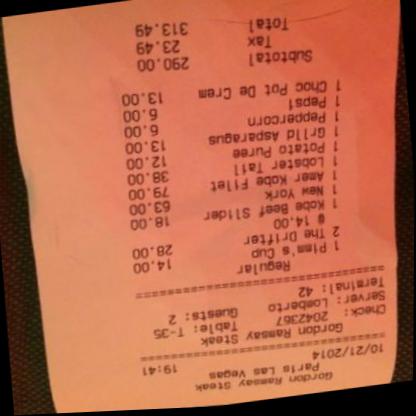 Gordon Ramsay Steak
Paris Las Vegas
10/21/2014 19:41
================================
Gordon Ramsay Steak
Check: 2042367 Table: T-35
Server: Lomberto Guests: 2
Terminal: 42
================================
Regular
1 Pimm's Cup 14.00
2 The Drifter 28.00
@ 14.00
1 Kobe Beef Slider 18.00
1 New York 63.00
1 Amer Kobe Filet 79.00
1 Lobster Tail 38.00
1 Potato Puree 12.00
1 Grlld Asparagus 13.00
1 Peppercorn 6.00
1 Pepsi 6.00
1 Choc Pot De Crem 13.00
Subtotal 290.00
Tax 23.49
Total 313.49